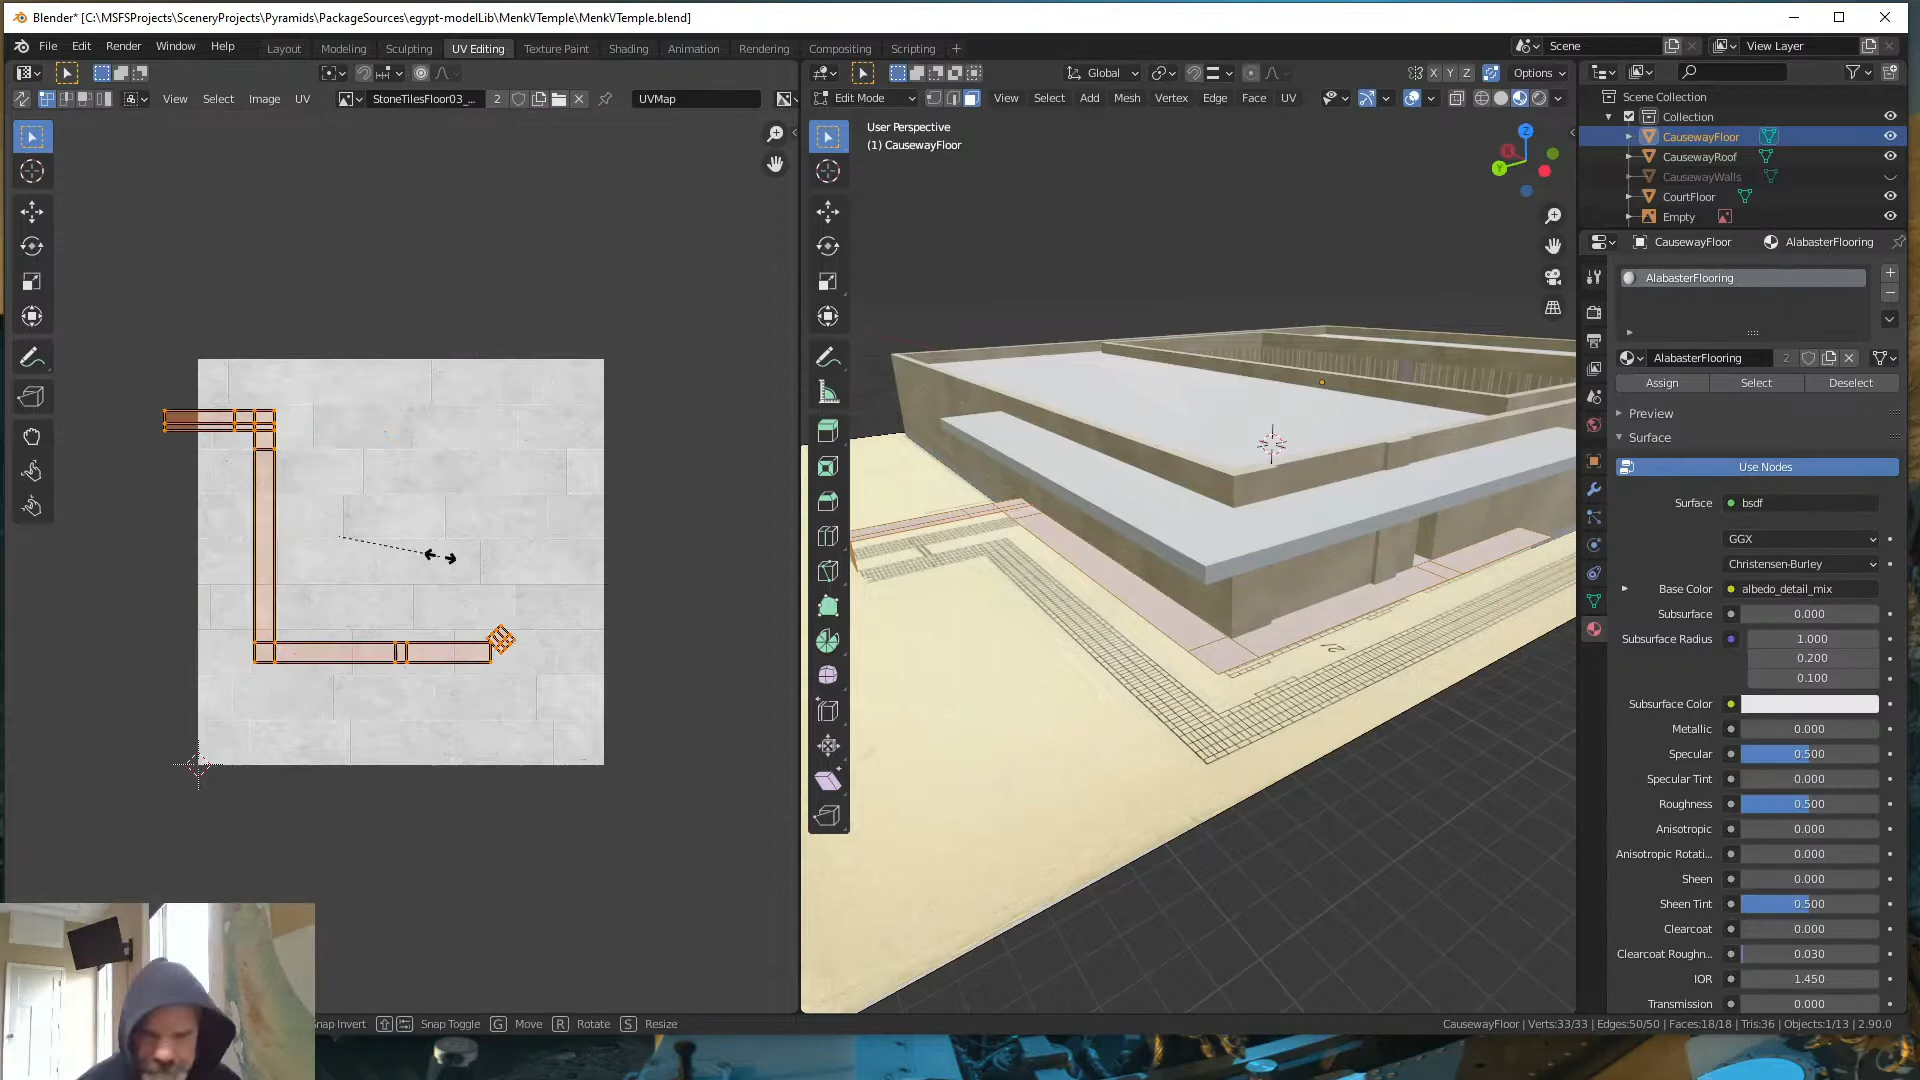 Blender* [C:\MSFSProjects\SceneryProjects\Pyramids\PackageSources\egypt-modelLib\MenkVTemple\MenkVTemple.blend]
File Edit Render Window Help Layout Modeling Sculpting UV Editing Texture Paint Shading Animation Rendering Compositing Scripting + Scene View Layer
Global X Y Z Options
View Select Image UV StoneTilesFloor03_... 2 UVMap Edit Mode View Select Add Mesh Vertex Edge Face UV
Scene Collection
Collection
CausewayFloor
CausewayRoof
CausewayWalls
CourtFloor
Empty
User Perspective
(1) CausewayFloor
Z
Y
CausewayFloor AlabasterFlooring
AlabasterFlooring
AlabasterFlooring 2
Assign Select Deselect
Preview
Surface
Use Nodes
Surface bsdf
GGX
Christensen-Burley
Base Color albedo_detail_mix
Subsurface 0.000
Subsurface Radius 1.000
0.200
0.100
Subsurface Color
Metallic 0.000
Specular 0.500
Specular Tint 0.000
Roughness 0.500
Anisotropic 0.000
Anisotropic Rotati... 0.000
Sheen 0.000
Sheen Tint 0.500
Clearcoat 0.000
Clearcoat Roughn... 0.030
IOR 1.450
Transmission 0.000
Snap Invert Snap Toggle G Move R Rotate S Resize
CausewayFloor | Verts:33/33 | Edges:50/50 | Faces:18/18 | Tris:36 | Objects:1/13 | 2.90.0